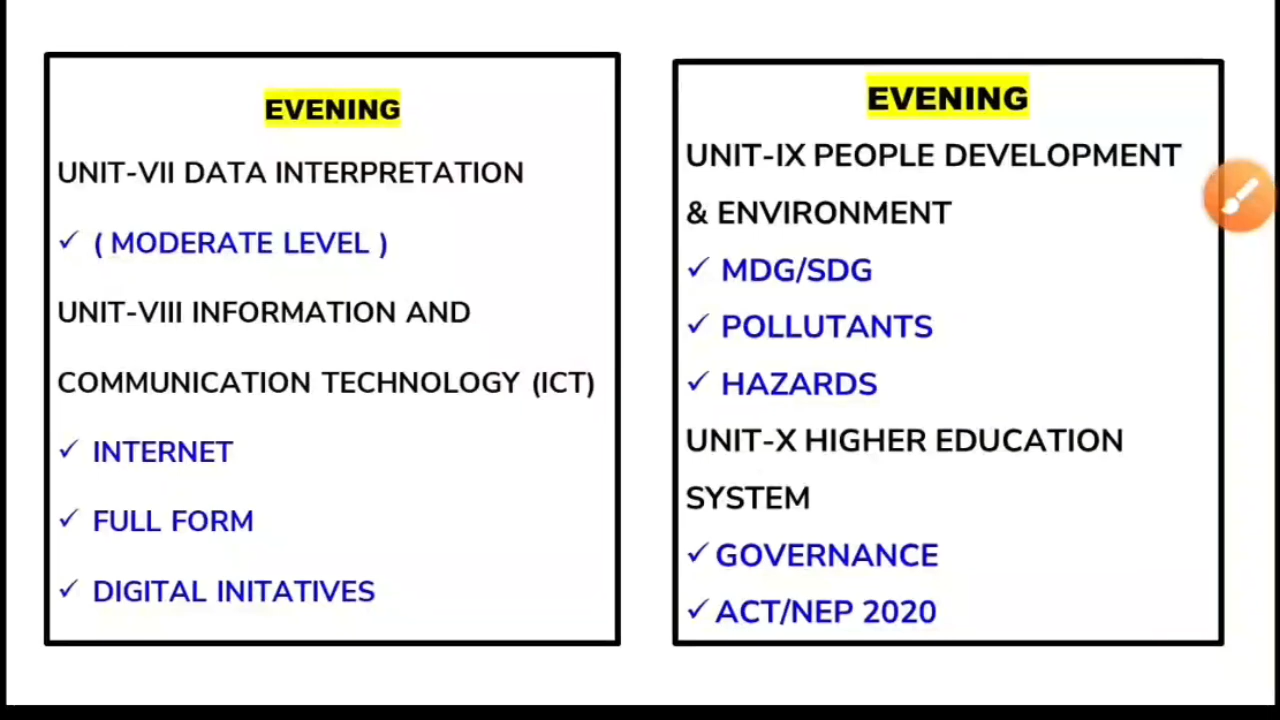 EVENING
UNIT-VII DATA INTERPRETATION
✓ ( MODERATE LEVEL )
UNIT-VIII INFORMATION AND
COMMUNICATION TECHNOLOGY (ICT)
✓ INTERNET
✓ FULL FORM
✓ DIGITAL INITATIVES
EVENING
UNIT-IX PEOPLE DEVELOPMENT
& ENVIRONMENT
✓ MDG/SDG
✓ POLLUTANTS
✓ HAZARDS
UNIT-X HIGHER EDUCATION
SYSTEM
✓ GOVERNANCE
✓ ACT/NEP 2020